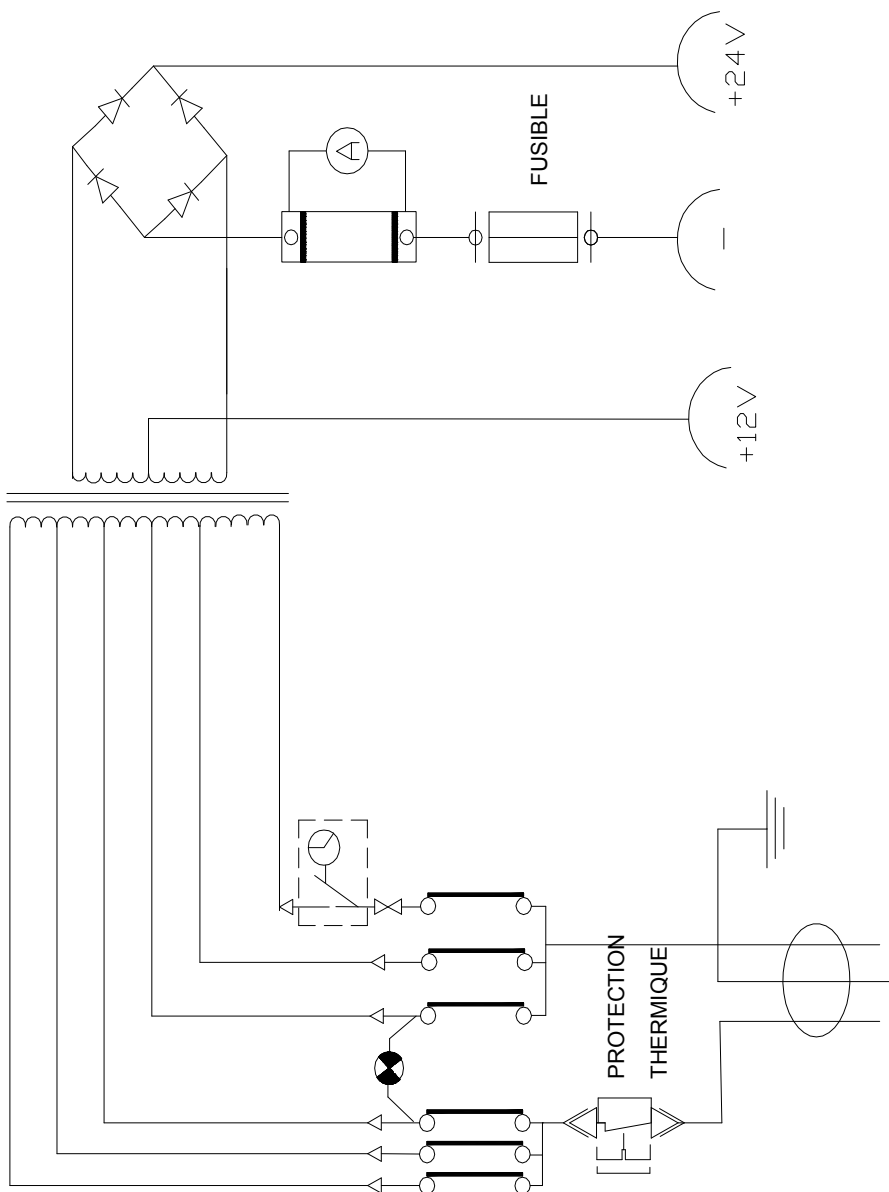 +24V
A
FUSIBLE
—
+12V
PROTECTION
THERMIQUE